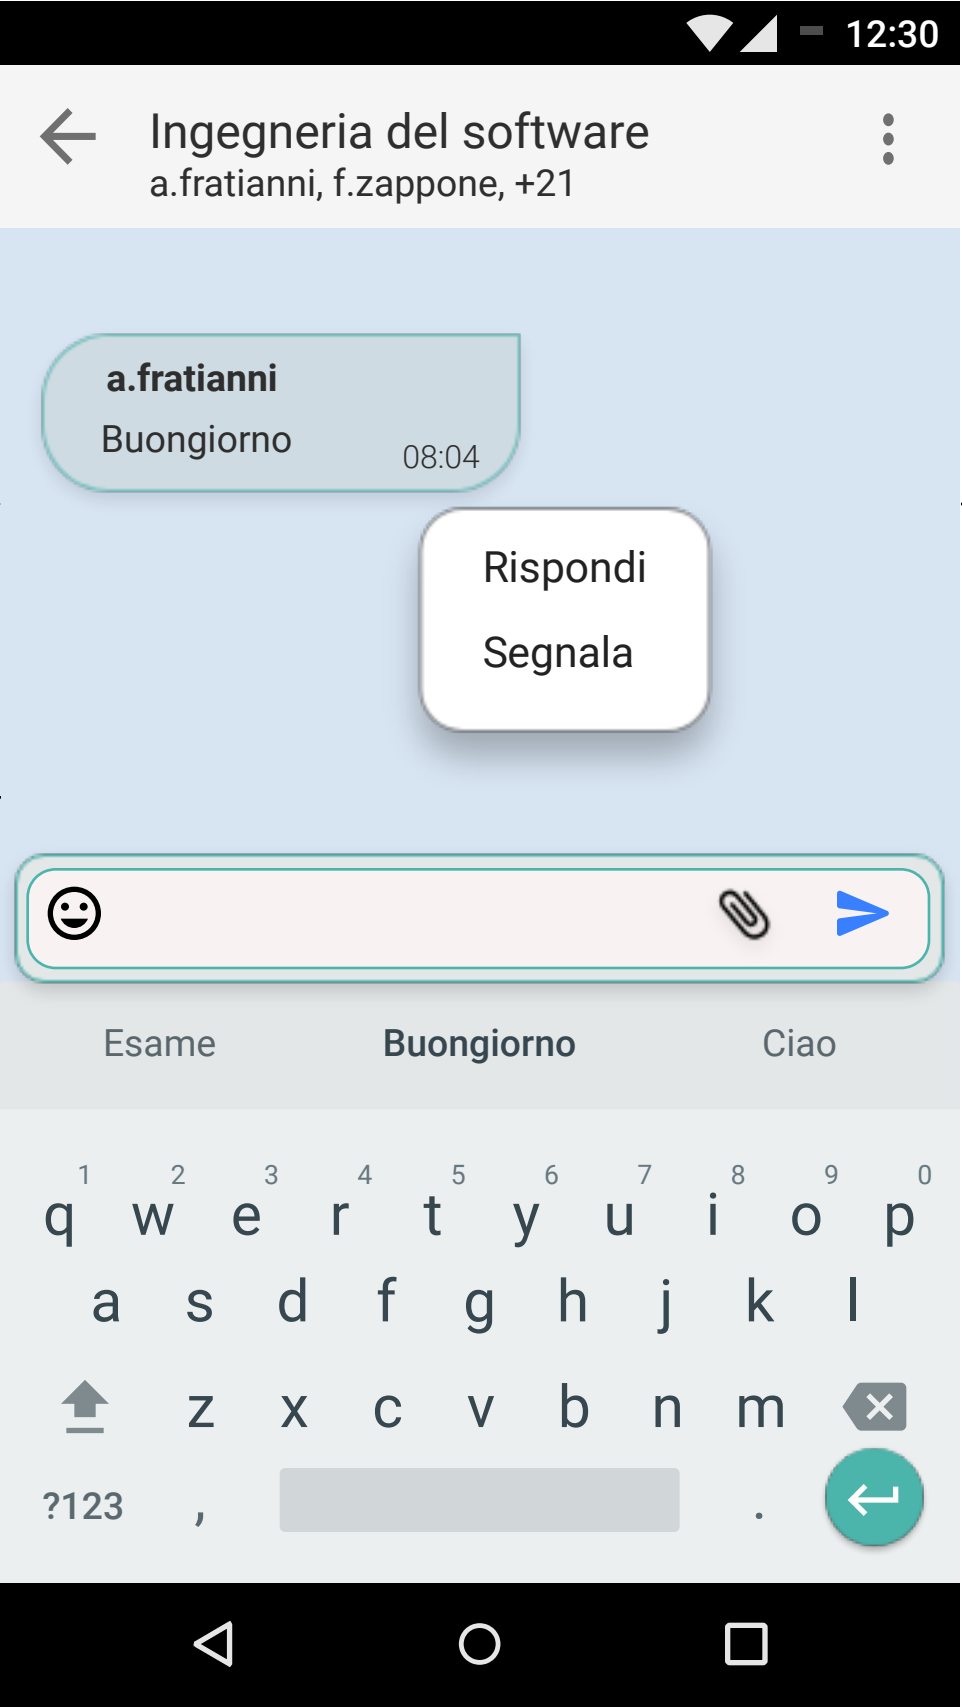 12:30
Ingegneria del software
a.fratianni, f.zappone, +21
a.fratianni
Buongiorno
08:04
Rispondi
Segnala
Esame Buongiorno Ciao
1 2 3 4 5 6 7 8 9 0
q w e r t y u i o p
a s d f g h j k l
z x c v b n m
?123 , .